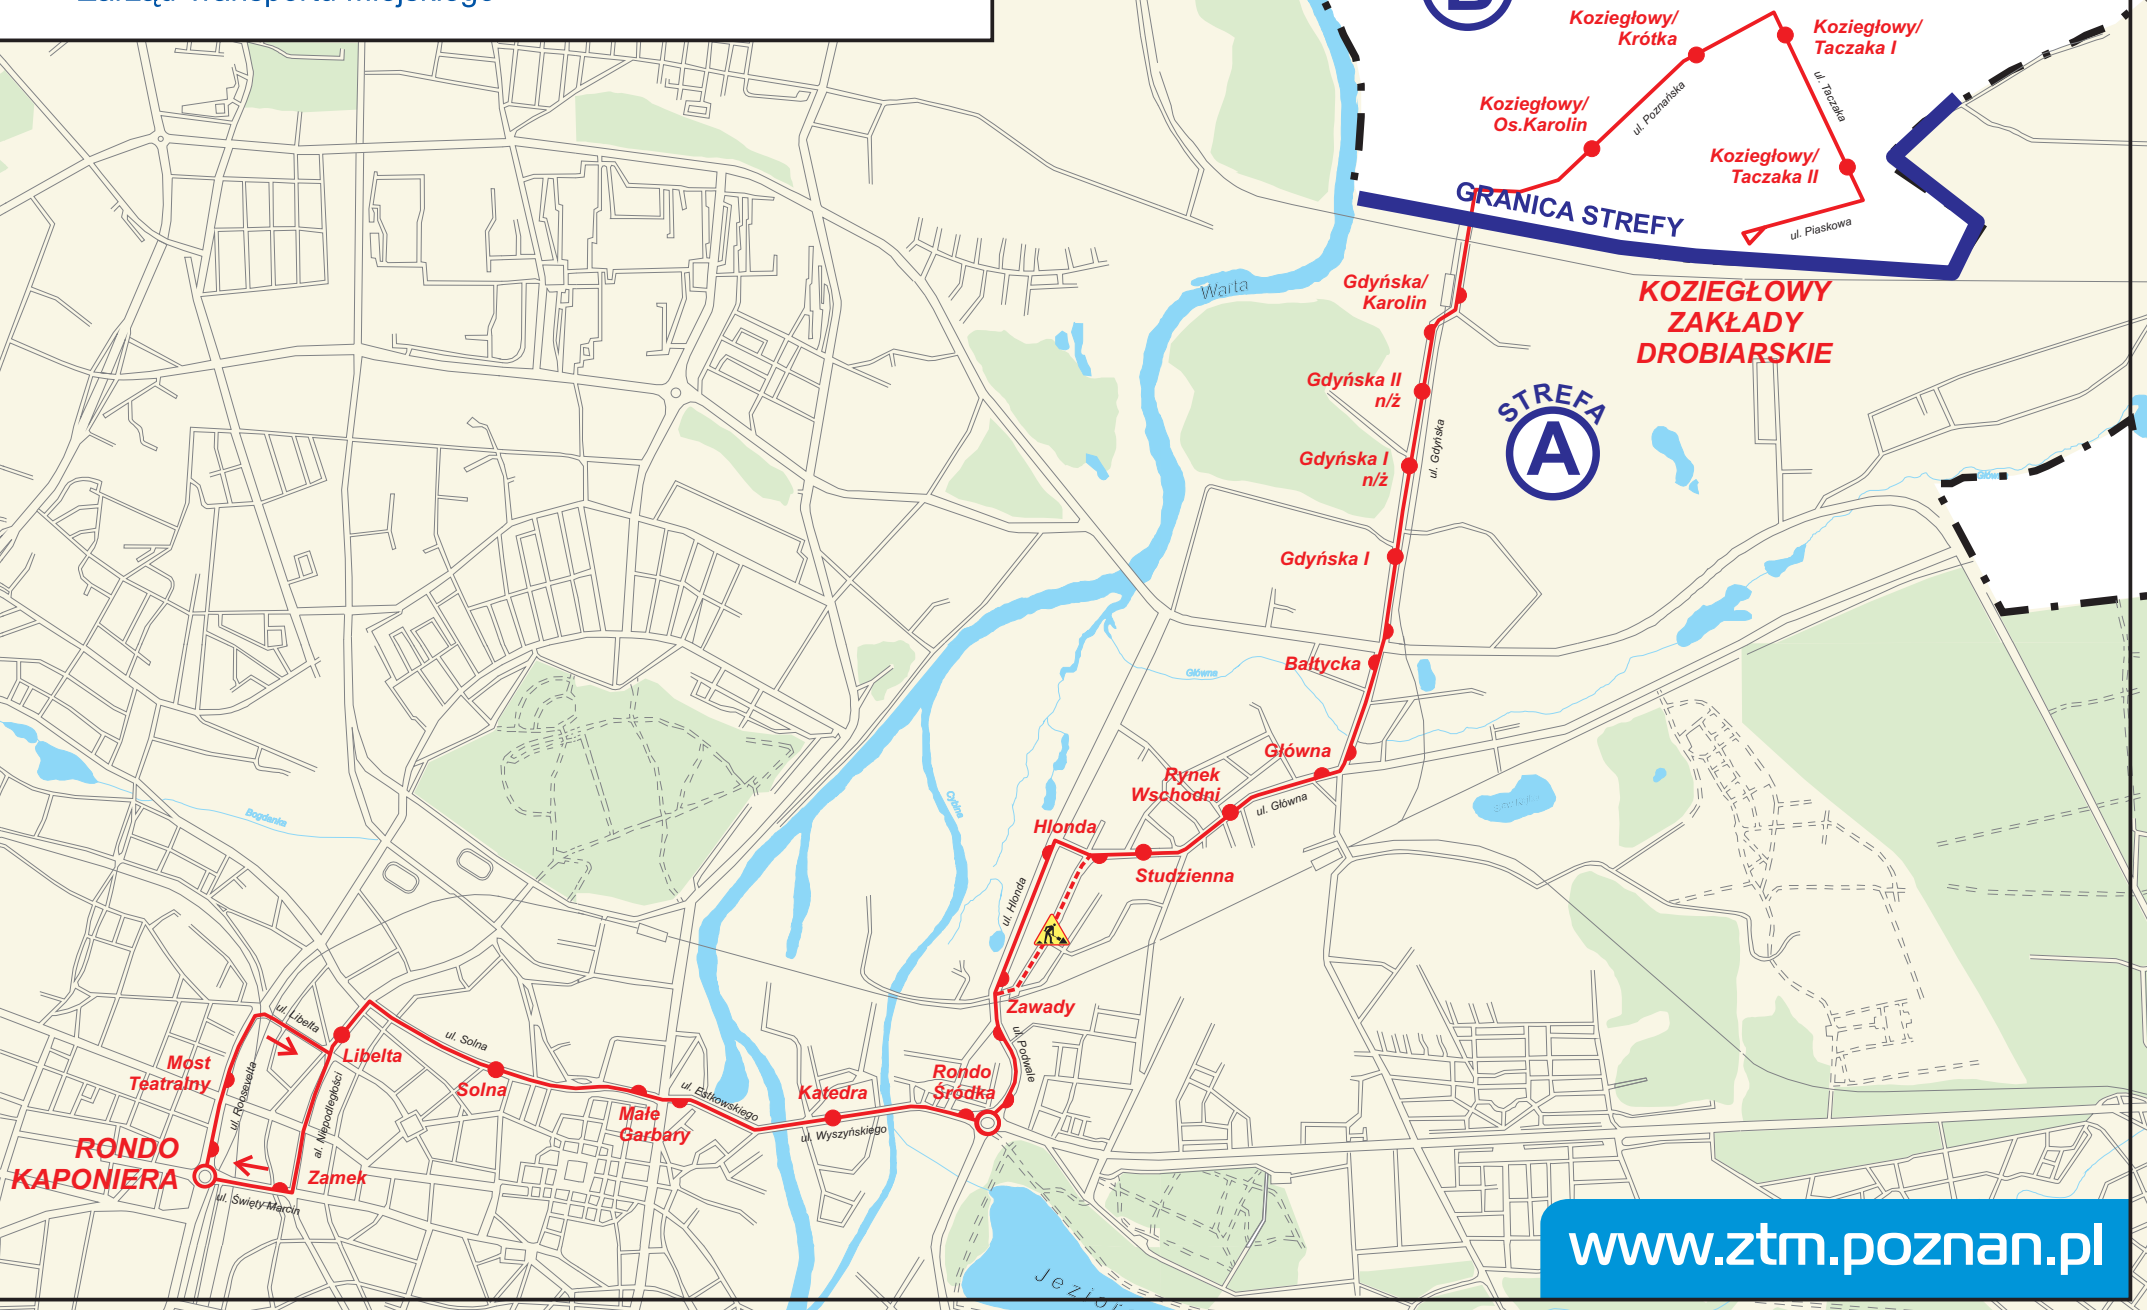 Zarząd Transportu Miejskiego
B
Koziegłowy/
Krótka
Koziegłowy/
Taczaka I
ul. Taczaka
ul. Poznańska
Koziegłowy/
Os.Karolin
Koziegłowy/
Taczaka II
ul. Piaskowa
GRANICA STREFY
Warta
Gdyńska/
Karolin
KOZIEGŁOWY
ZAKŁADY
DROBIARSKIE
Gdyńska II
n/ż
STREFA
A
ul. Gdyńska
Gdyńska I
n/ż
Gdyńska I
Bałtycka
Główna
Główna
Rynek
Wschodni
ul. Główna
Cybina
Bogdanka
Hlonda
Studzienna
ul. Hlonda
Zawady
ul. Podwale
ul. Libelta
Libelta
ul. Solna
Solna
Most
Teatralny
ul. Roosevelta
al. Niepodległości
Małe
Garbary
ul. Estkowskiego
Katedra
ul. Wyszyńskiego
Rondo
Śródka
RONDO
KAPONIERA
Zamek
ul. Święty Marcin
www.ztm.poznan.pl